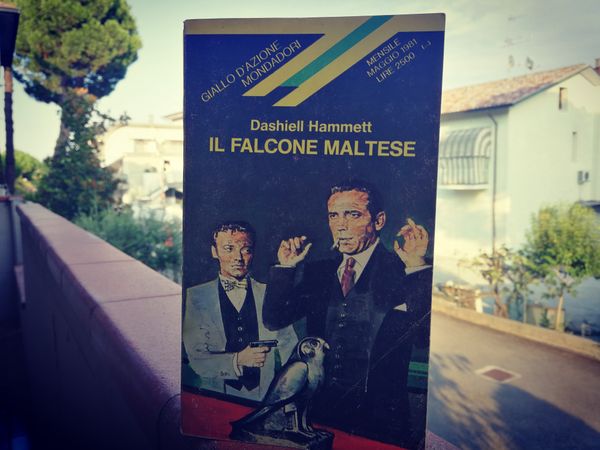 GIALLO D'AZIONE
MONDADORI
MENSILE
MAGGIO 1981
LIRE 2500
Dashiell Hammett
IL FALCONE MALTESE